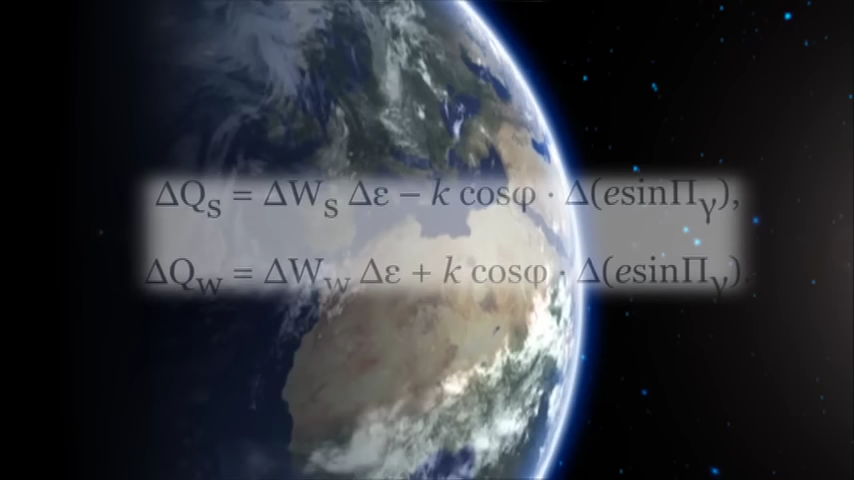 ΔQₛ = ΔWₛ Δε − k cosφ · Δ(esinΠᵧ),
ΔQw = ΔWw Δε + k cosφ · Δ(esinΠᵧ).